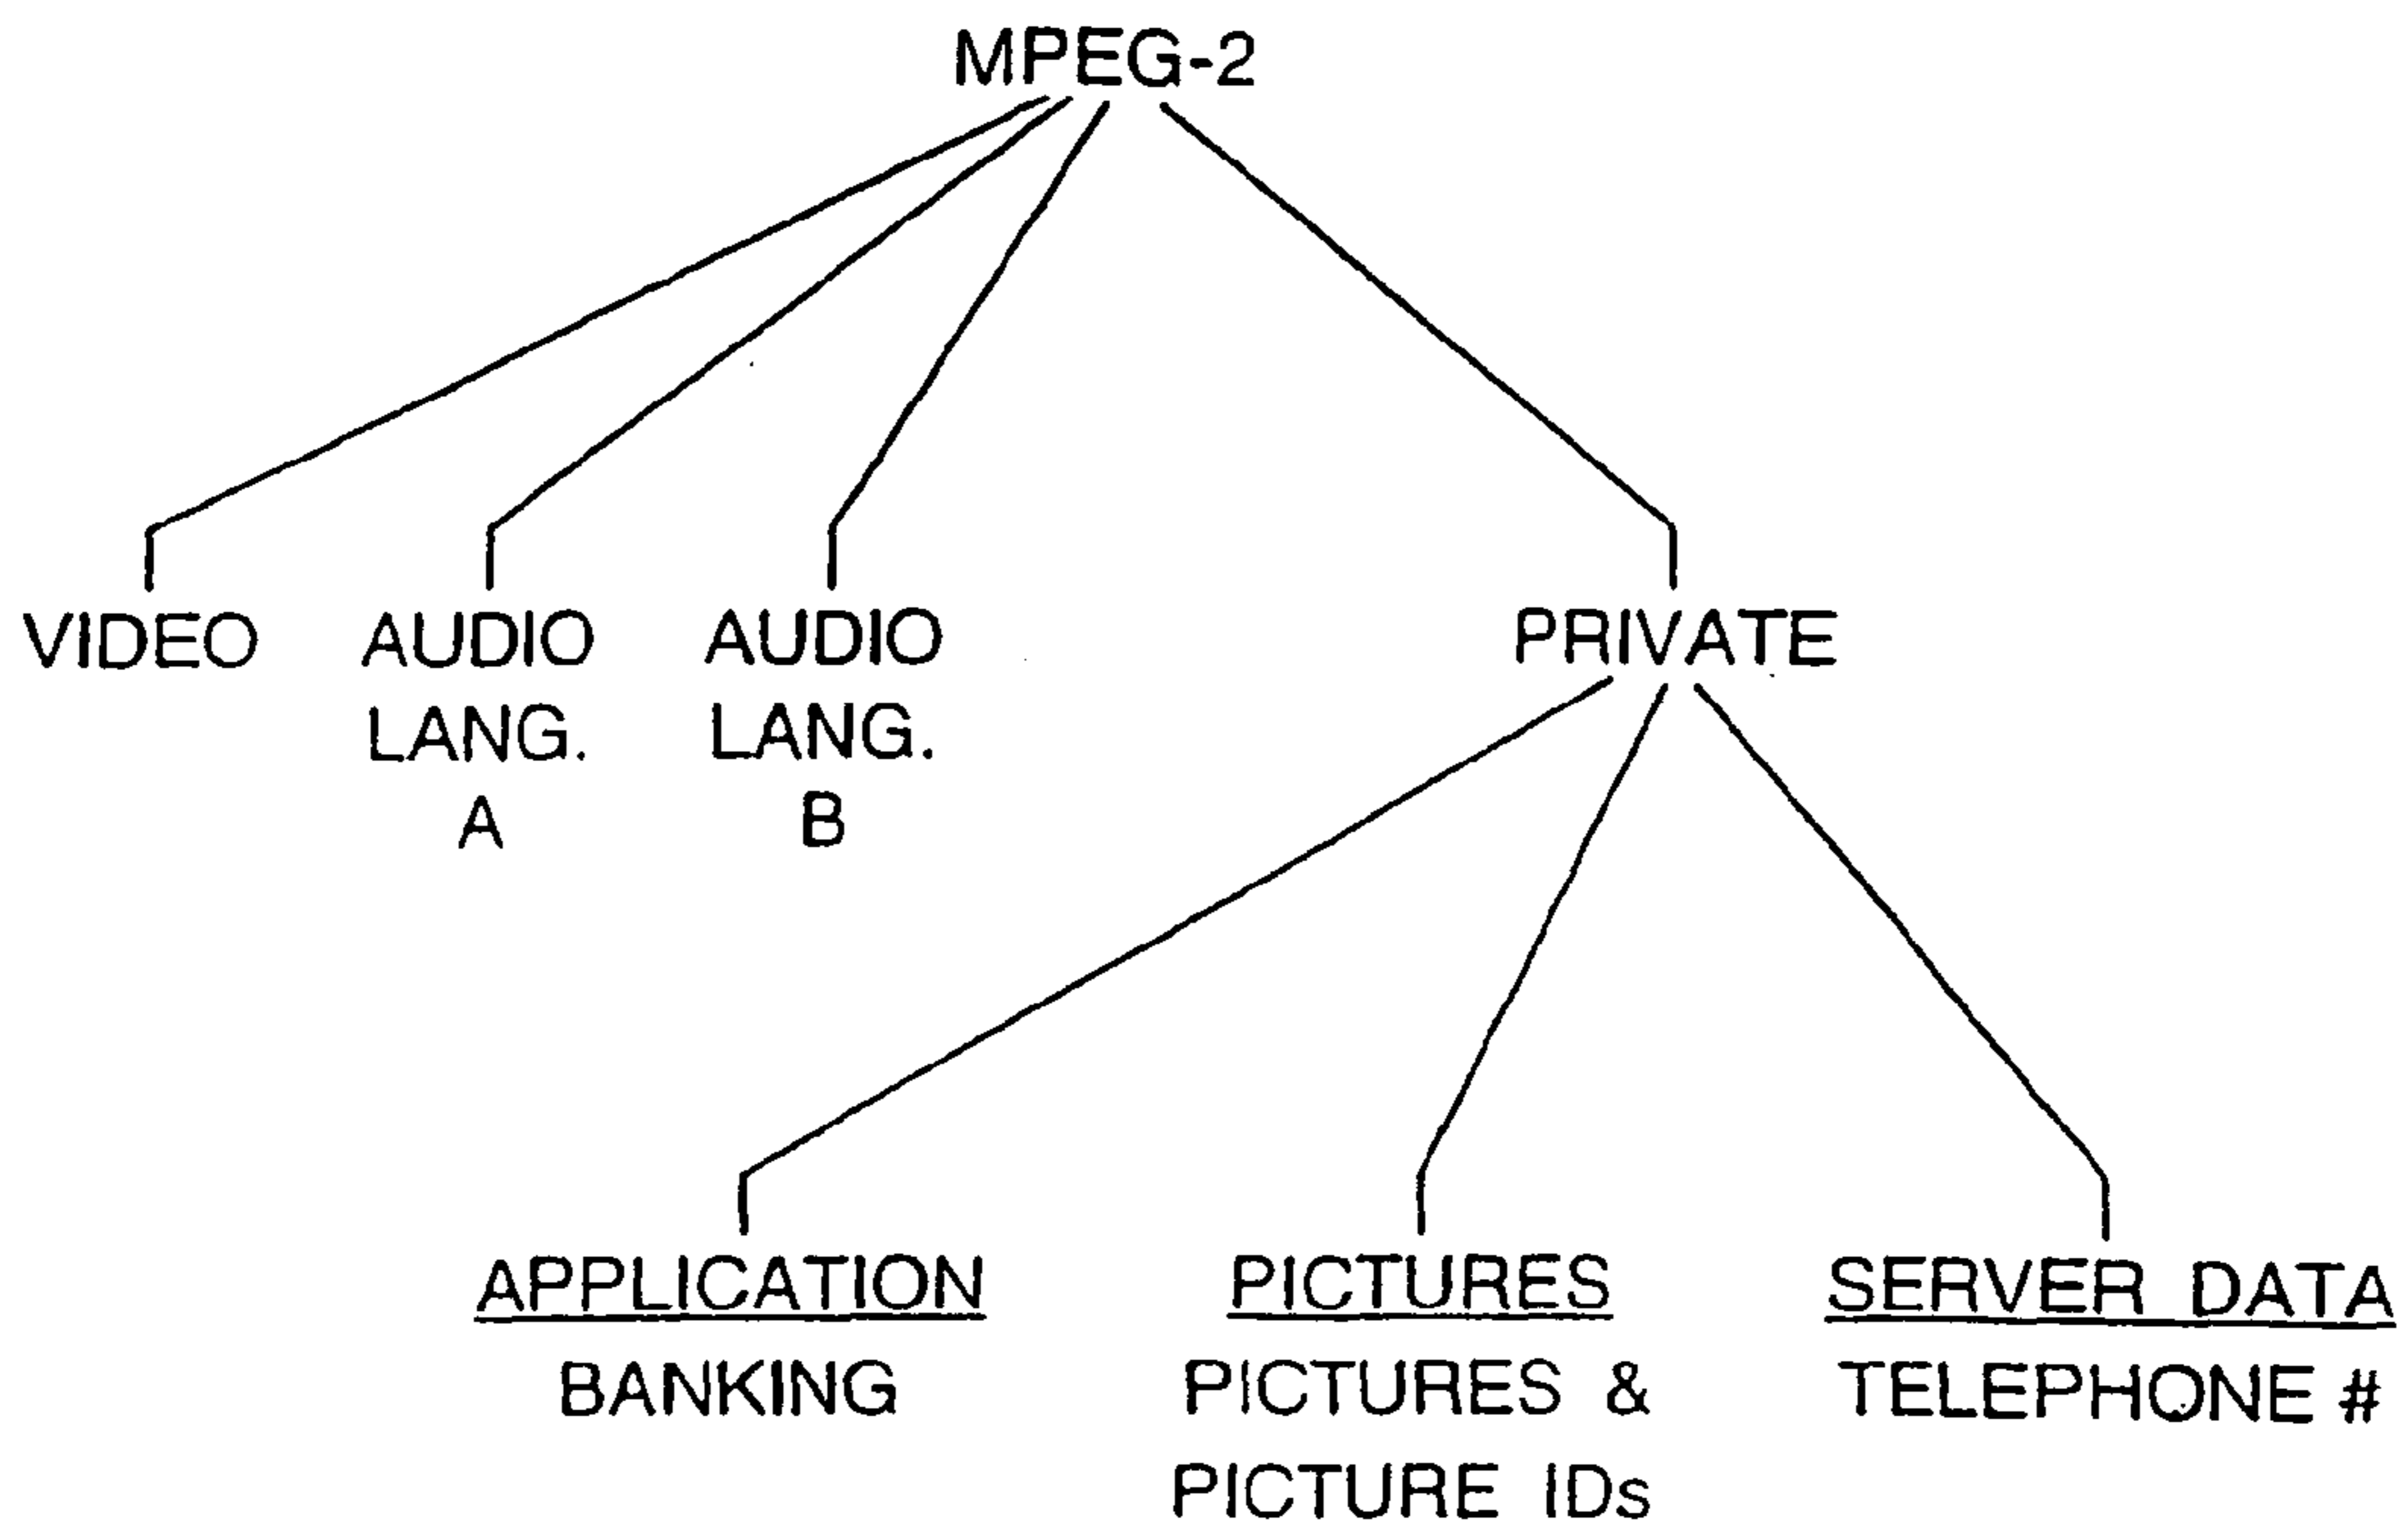 MPEG-2
VIDEO
AUDIO
LANG.
A
AUDIO
LANG.
B
PRIVATE
APPLICATION
BANKING
PICTURES
PICTURES &
PICTURE IDs
SERVER DATA
TELEPHONE #